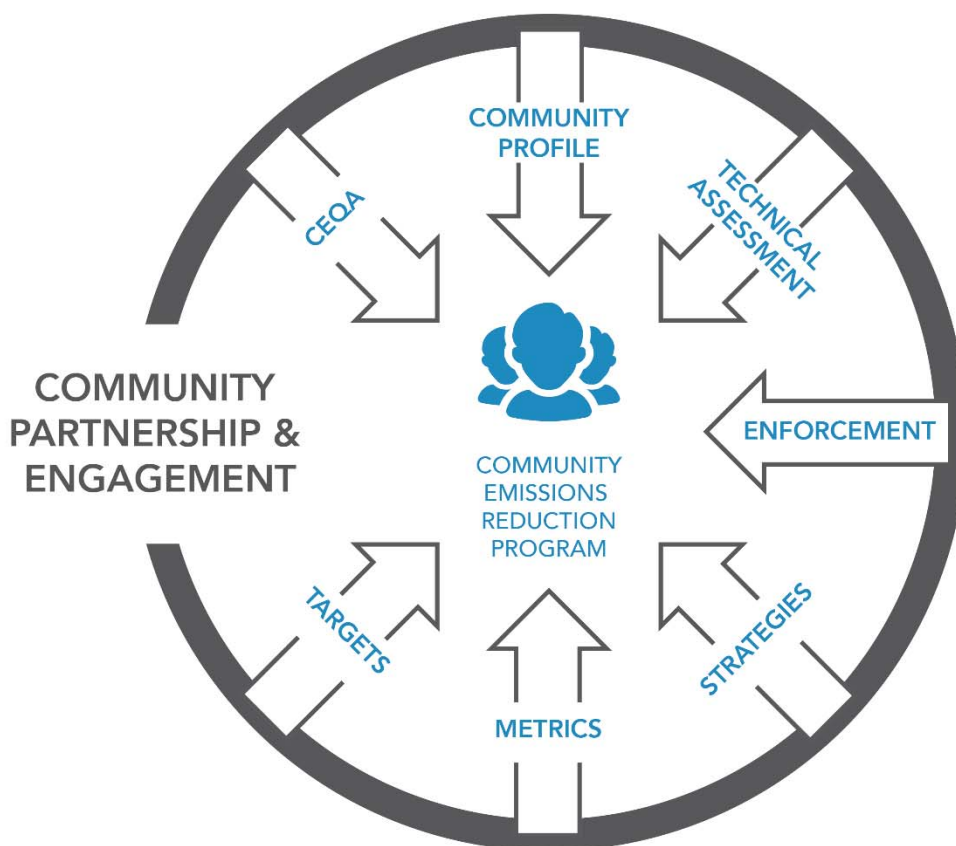 COMMUNITY
PROFILE
CEQA
TECHNICAL
ASSESSMENT
COMMUNITY
PARTNERSHIP &
ENGAGEMENT
ENFORCEMENT
COMMUNITY
EMISSIONS
REDUCTION
PROGRAM
TARGETS
STRATEGIES
METRICS